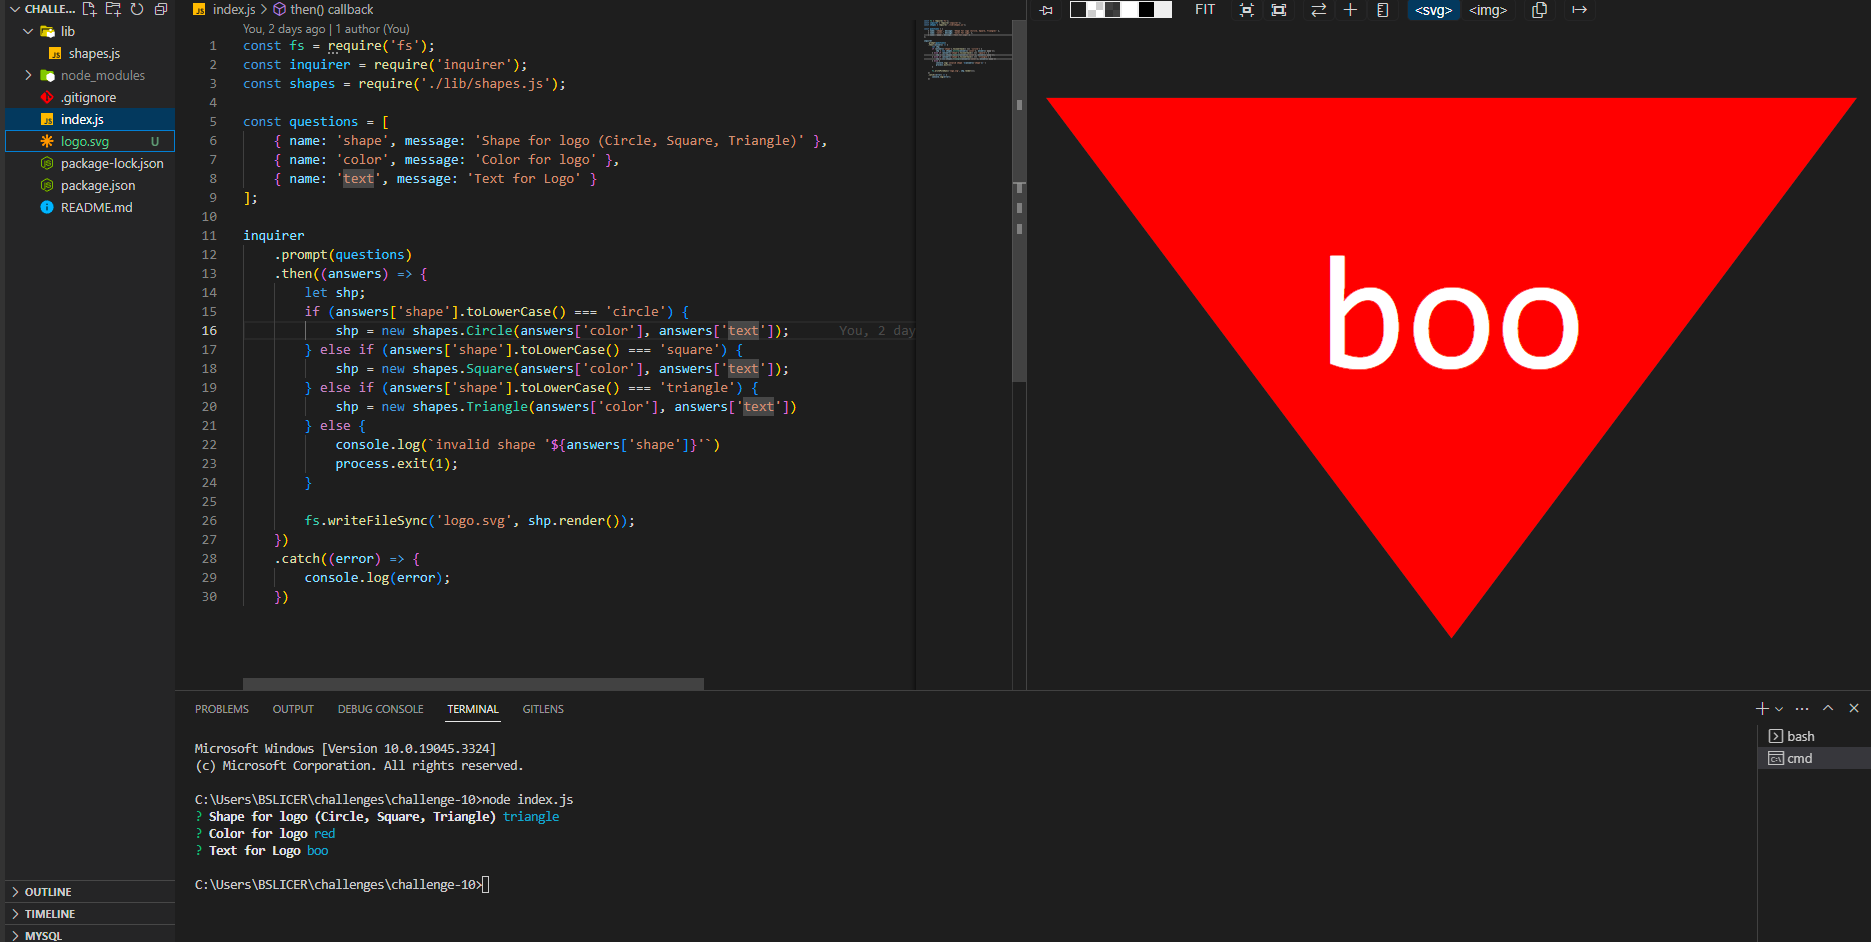 CHALLE...
lib
shapes.js
node_modules
.gitignore
index.js
logo.svg U
package-lock.json
package.json
README.md
OUTLINE
TIMELINE
MYSQL
index.js > then() callback
You, 2 days ago | 1 author (You)
1 const fs = require('fs');
2 const inquirer = require('inquirer');
3 const shapes = require('./lib/shapes.js');
4
5 const questions = [
6 { name: 'shape', message: 'Shape for logo (Circle, Square, Triangle)' },
7 { name: 'color', message: 'Color for logo' },
8 { name: 'text', message: 'Text for Logo' }
9 ];
10
11 inquirer
12 .prompt(questions)
13 .then((answers) => {
14 let shp;
15 if (answers['shape'].toLowerCase() === 'circle') {
16 shp = new shapes.Circle(answers['color'], answers['text']); You, 2 day
17 } else if (answers['shape'].toLowerCase() === 'square') {
18 shp = new shapes.Square(answers['color'], answers['text']);
19 } else if (answers['shape'].toLowerCase() === 'triangle') {
20 shp = new shapes.Triangle(answers['color'], answers['text'])
21 } else {
22 console.log(`invalid shape '${answers['shape']}'`)
23 process.exit(1);
24 }
25
26 fs.writeFileSync('logo.svg', shp.render());
27 })
28 .catch((error) => {
29 console.log(error);
30 })
FIT <svg> <img>
boo
PROBLEMS OUTPUT DEBUG CONSOLE TERMINAL GITLENS
Microsoft Windows [Version 10.0.19045.3324]
(c) Microsoft Corporation. All rights reserved.
C:\Users\BSLICER\challenges\challenge-10>node index.js
? Shape for logo (Circle, Square, Triangle) triangle
? Color for logo red
? Text for Logo boo
C:\Users\BSLICER\challenges\challenge-10>
bash
cmd